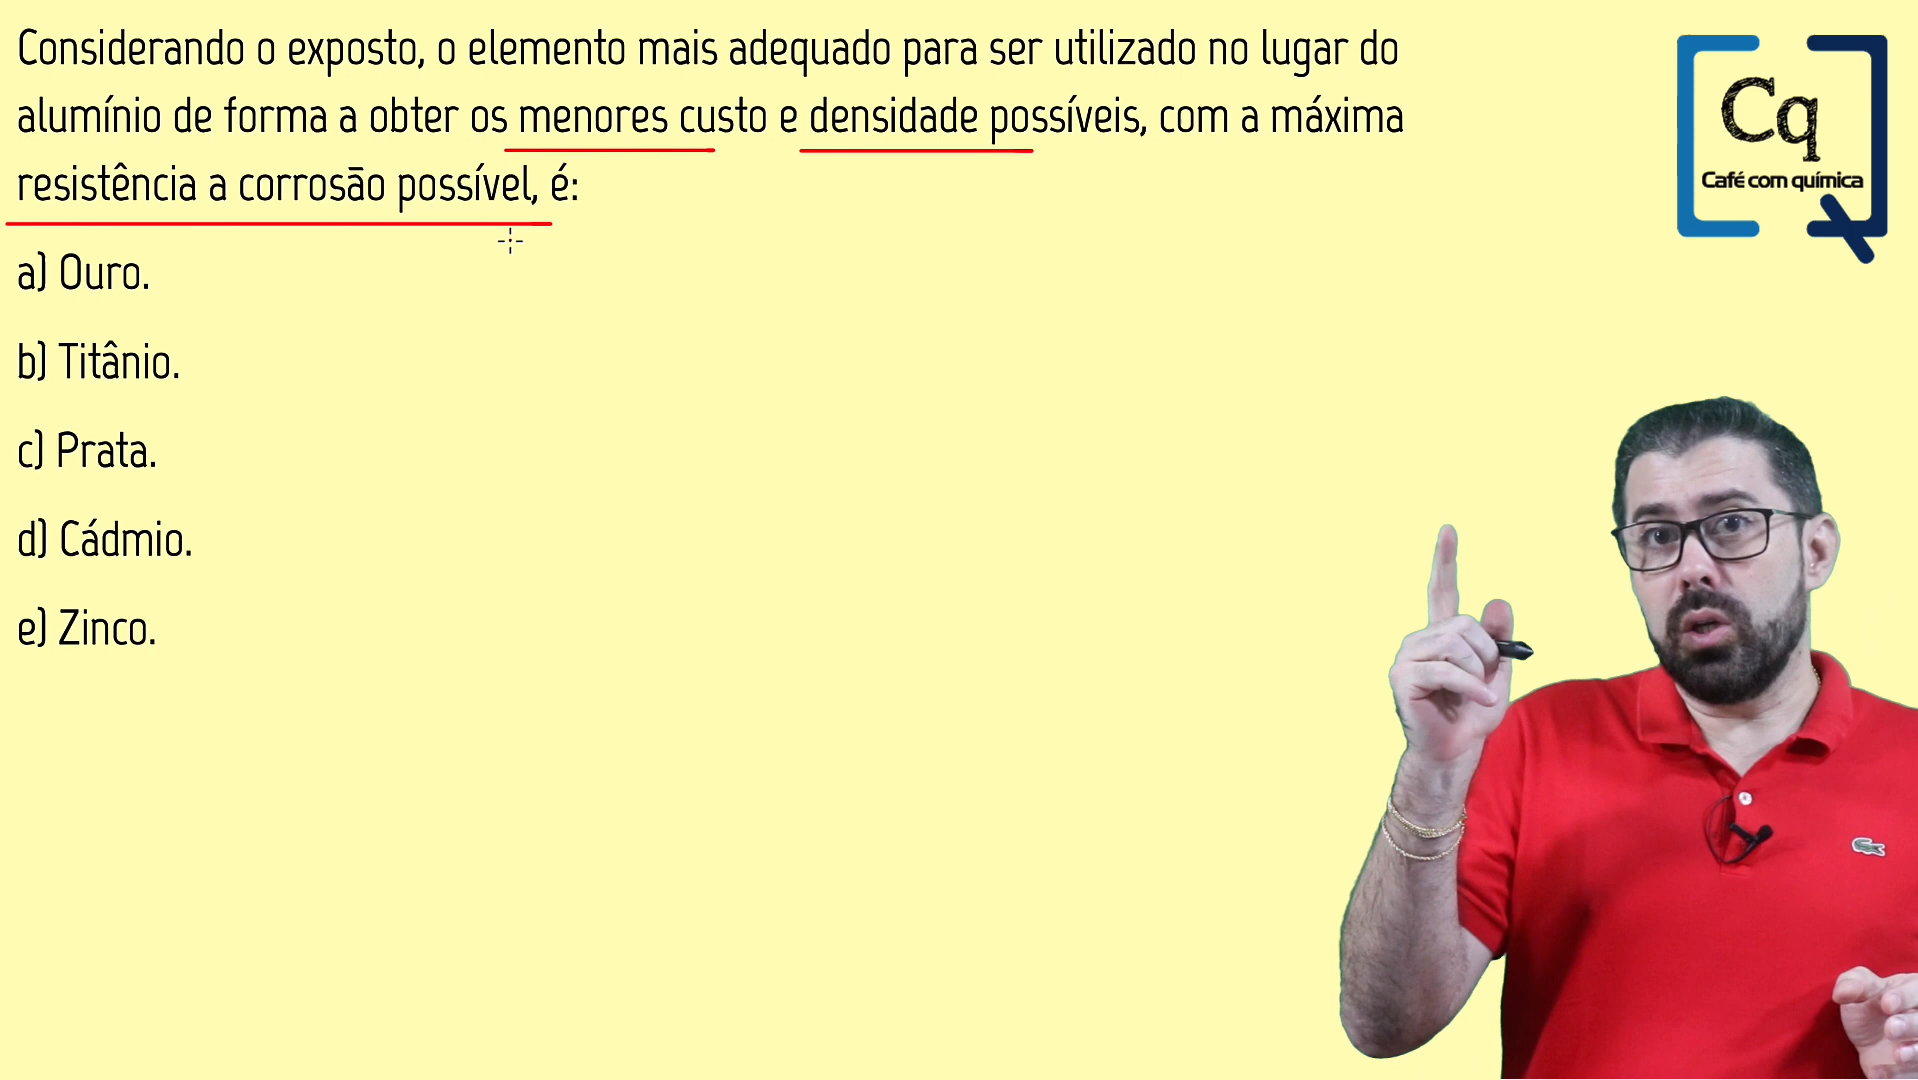 Considerando o exposto, o elemento mais adequado para ser utilizado no lugar do
alumínio de forma a obter os menores custo e densidade possíveis, com a máxima
resistência a corrosão possível, é:
a) Ouro.
b) Titânio.
c) Prata.
d) Cádmio.
e) Zinco.
Cq
Café com química